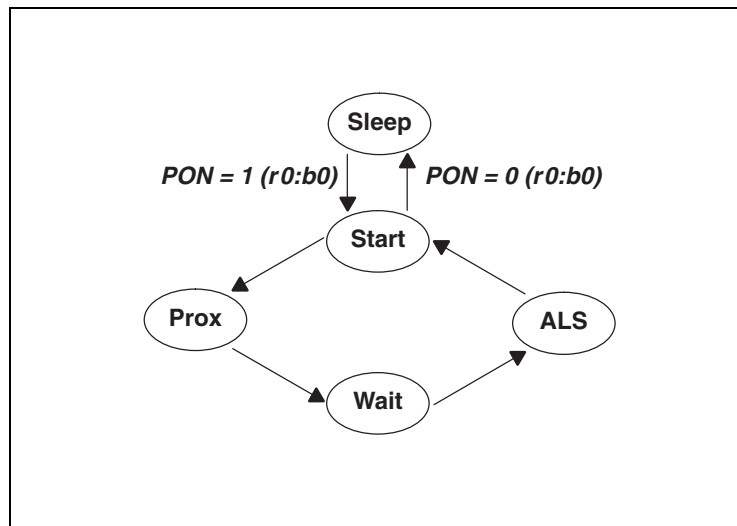 Sleep
PON = 1 (r0:b0)
PON = 0 (r0:b0)
Start
Prox
ALS
Wait